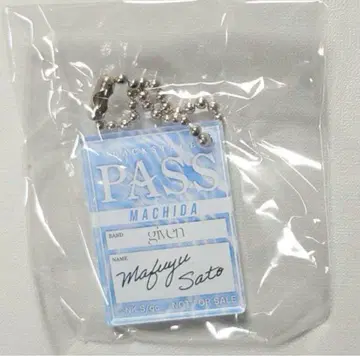 PASS
MACHIDA
BAND
given
NAME
Mafuyu
Sato
NOT FOR SALE